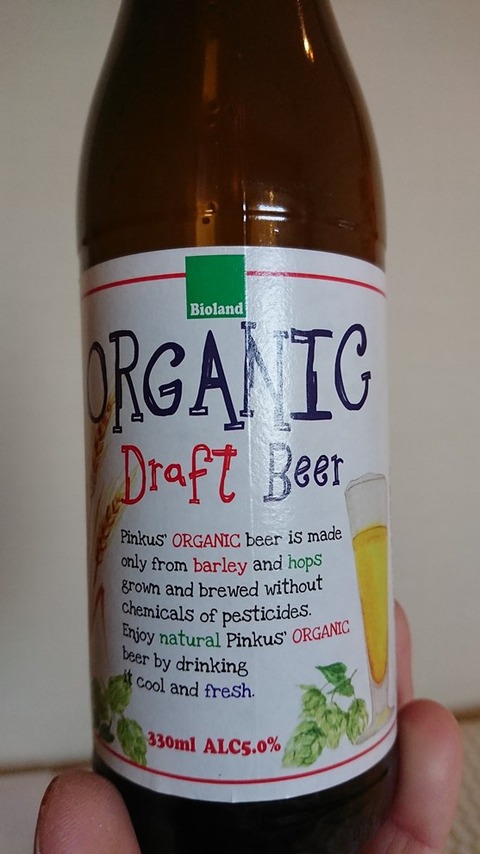 Bioland
ORGANIC
Draft Beer
Pinkus' ORGANIC beer is made
only from barley and hops
grown and brewed without
chemicals of pesticides.
Enjoy natural Pinkus' ORGANIC
beer by drinking
it cool and fresh.
330ml ALC5.0%